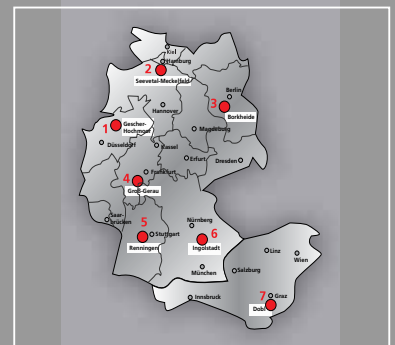 Kiel
Hamburg
2
Seevetal-Meckelfeld
Berlin
3
Hannover
Borkheide
1
Gescher-
Hochmoor
Magdeburg
Düsseldorf
Kassel
Erfurt
Dresden
Frankfurt
4
Groß-Gerau
Saar-
brücken
Nürnberg
5
Stuttgart
6
Renningen
Ingolstadt
Linz
Wien
München
Salzburg
Innsbruck
7
Graz
Dobl